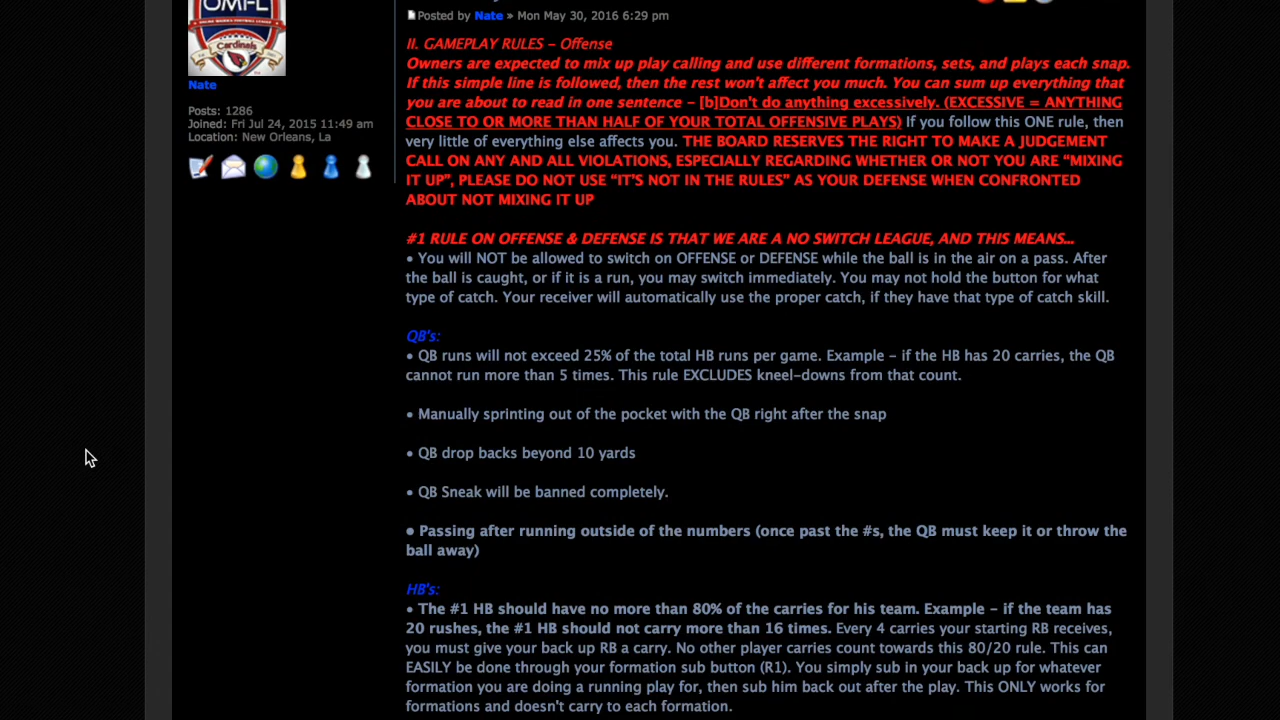 OMFL
Cardinals
Nate
Posts: 1286
Joined: Fri Jul 24, 2015 11:49 am
Location: New Orleans, La
Posted by Nate » Mon May 30, 2016 6:29 pm
II. GAMEPLAY RULES - Offense
Owners are expected to mix up play calling and use different formations, sets, and plays each snap.
If this simple line is followed, then the rest won't affect you much. You can sum up everything that
you are about to read in one sentence - [b]Don't do anything excessively. (EXCESSIVE = ANYTHING
CLOSE TO OR MORE THAN HALF OF YOUR TOTAL OFFENSIVE PLAYS) If you follow this ONE rule, then
very little of everything else affects you. THE BOARD RESERVES THE RIGHT TO MAKE A JUDGEMENT
CALL ON ANY AND ALL VIOLATIONS, ESPECIALLY REGARDING WHETHER OR NOT YOU ARE “MIXING
IT UP”, PLEASE DO NOT USE “IT'S NOT IN THE RULES” AS YOUR DEFENSE WHEN CONFRONTED
ABOUT NOT MIXING IT UP
#1 RULE ON OFFENSE & DEFENSE IS THAT WE ARE A NO SWITCH LEAGUE, AND THIS MEANS...
• You will NOT be allowed to switch on OFFENSE or DEFENSE while the ball is in the air on a pass. After
the ball is caught, or if it is a run, you may switch immediately. You may not hold the button for what
type of catch. Your receiver will automatically use the proper catch, if they have that type of catch skill.
QB's:
• QB runs will not exceed 25% of the total HB runs per game. Example - if the HB has 20 carries, the QB
cannot run more than 5 times. This rule EXCLUDES kneel-downs from that count.
• Manually sprinting out of the pocket with the QB right after the snap
• QB drop backs beyond 10 yards
• QB Sneak will be banned completely.
• Passing after running outside of the numbers (once past the #s, the QB must keep it or throw the
ball away)
HB's:
• The #1 HB should have no more than 80% of the carries for his team. Example - if the team has
20 rushes, the #1 HB should not carry more than 16 times. Every 4 carries your starting RB receives,
you must give your back up RB a carry. No other player carries count towards this 80/20 rule. This can
EASILY be done through your formation sub button (R1). You simply sub in your back up for whatever
formation you are doing a running play for, then sub him back out after the play. This ONLY works for
formations and doesn't carry to each formation.